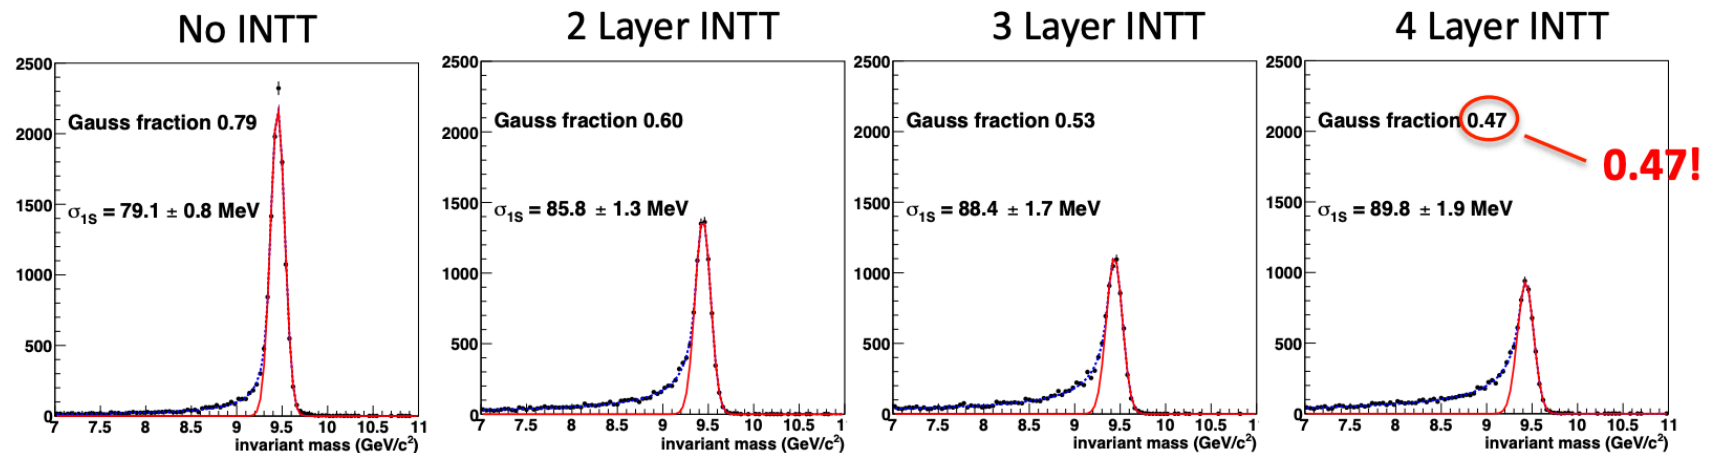 No INTT
2500
2000
1500
1000
500
0
Gauss fraction 0.79
σ1S = 79.1 ± 0.8 MeV
7 7.5 8 8.5 9 9.5 10 10.5 11
invariant mass (GeV/c²)
2 Layer INTT
2500
2000
1500
1000
500
0
Gauss fraction 0.60
σ1S = 85.8 ± 1.3 MeV
7 7.5 8 8.5 9 9.5 10 10.5 1
invariant mass (GeV/c²)
3 Layer INTT
2500
2000
1500
1000
500
0
Gauss fraction 0.53
σ1S = 88.4 ± 1.7 MeV
7 7.5 8 8.5 9 9.5 10 10.5 1
invariant mass (GeV/c²)
4 Layer INTT
2500
2000
1500
1000
500
0
Gauss fraction 0.47
0.47!
σ1S = 89.8 ± 1.9 MeV
7 7.5 8 8.5 9 9.5 10 10.5 11
invariant mass (GeV/c²)